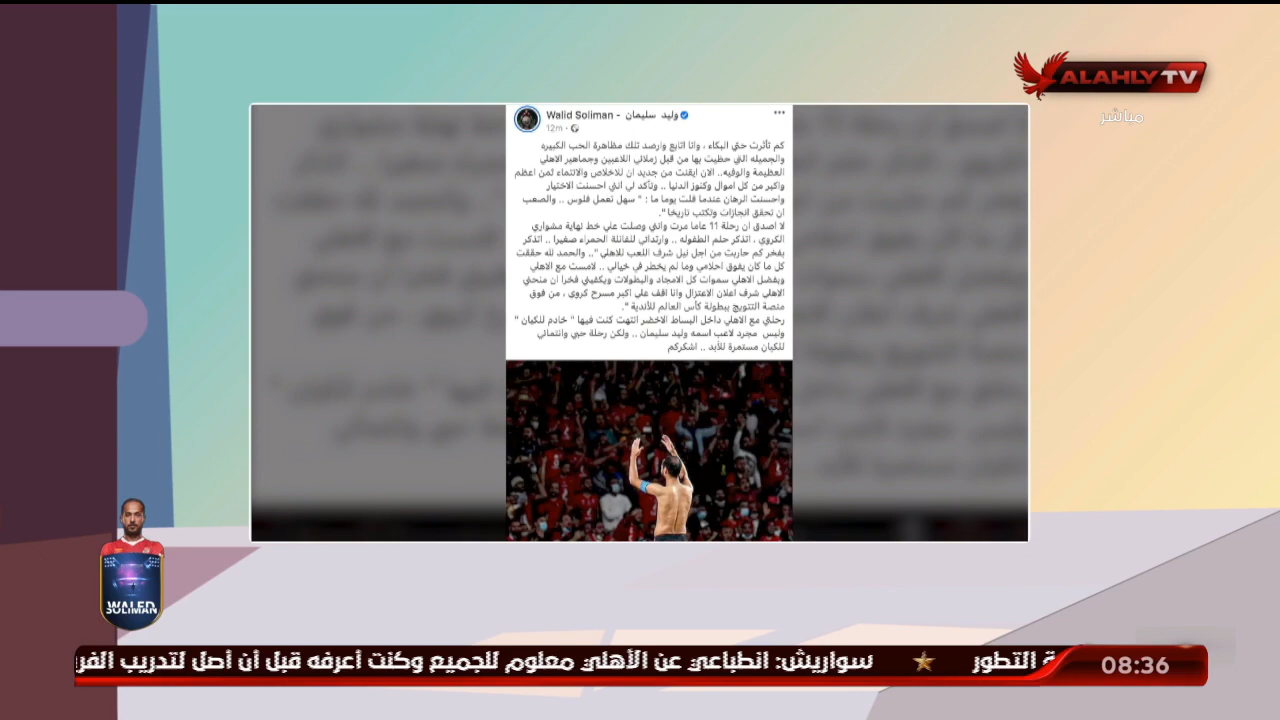 ALAHLY TV
مباشر
Walid Soliman - وليد سليمان
12m
كم تأثرت حتي البكاء ، وانا اتابع وارصد تلك مظاهرة الحب الكبيره
والجميله التي حظيت بها من قبل زملائي اللاعبين وجماهير الاهلي
العظيمة والوفيه.. الان ايقنت من جديد ان للاخلاص والانتماء ثمن اعظم
واكبر من كل اموال وكنوز الدنيا .. وتأكد لي انني احسنت الاختيار
واحسنت الرهان عندما قلت يوما ما : " سهل تعمل فلوس .. والصعب
ان تحقق انجازات وتكتب تاريخا ".
لا اصدق ان رحلة 11 عاما مرت وانني وصلت علي خط نهاية مشواري
الكروي ، اتذكر حلم الطفوله .. وارتدائي للفانلة الحمراء صغيرا .. اتذكر
بفخر كم حاربت من اجل نيل شرف اللعب للاهلي ".. والحمد لله حققت
كل ما كان يفوق احلامي وما لم يخطر في خيالي .. لامست مع الاهلي
وبفضل الاهلي سموات كل الامجاد والبطولات ويكفيني فخرا ان منحني
الاهلي شرف اعلان الاعتزال وانا اقف علي اكبر مسرح كروي ، من فوق
منصة التتويج ببطولة كأس العالم للأندية ".
رحلتي مع الاهلي داخل البساط الاخضر انتهت كنت فيها " خادم للكيان "
وليس مجرد لاعب اسمه وليد سليمان .. ولكن رحلة حبي وانتمائي
للكيان مستمرة للأبد .. اشكركم
WALED
SOLIMAN
ة التطور ★ سواريش: انطباعي عن الأهلي معلوم للجميع وكنت أعرفه قبل أن أصل لتدريب الفر
08:36